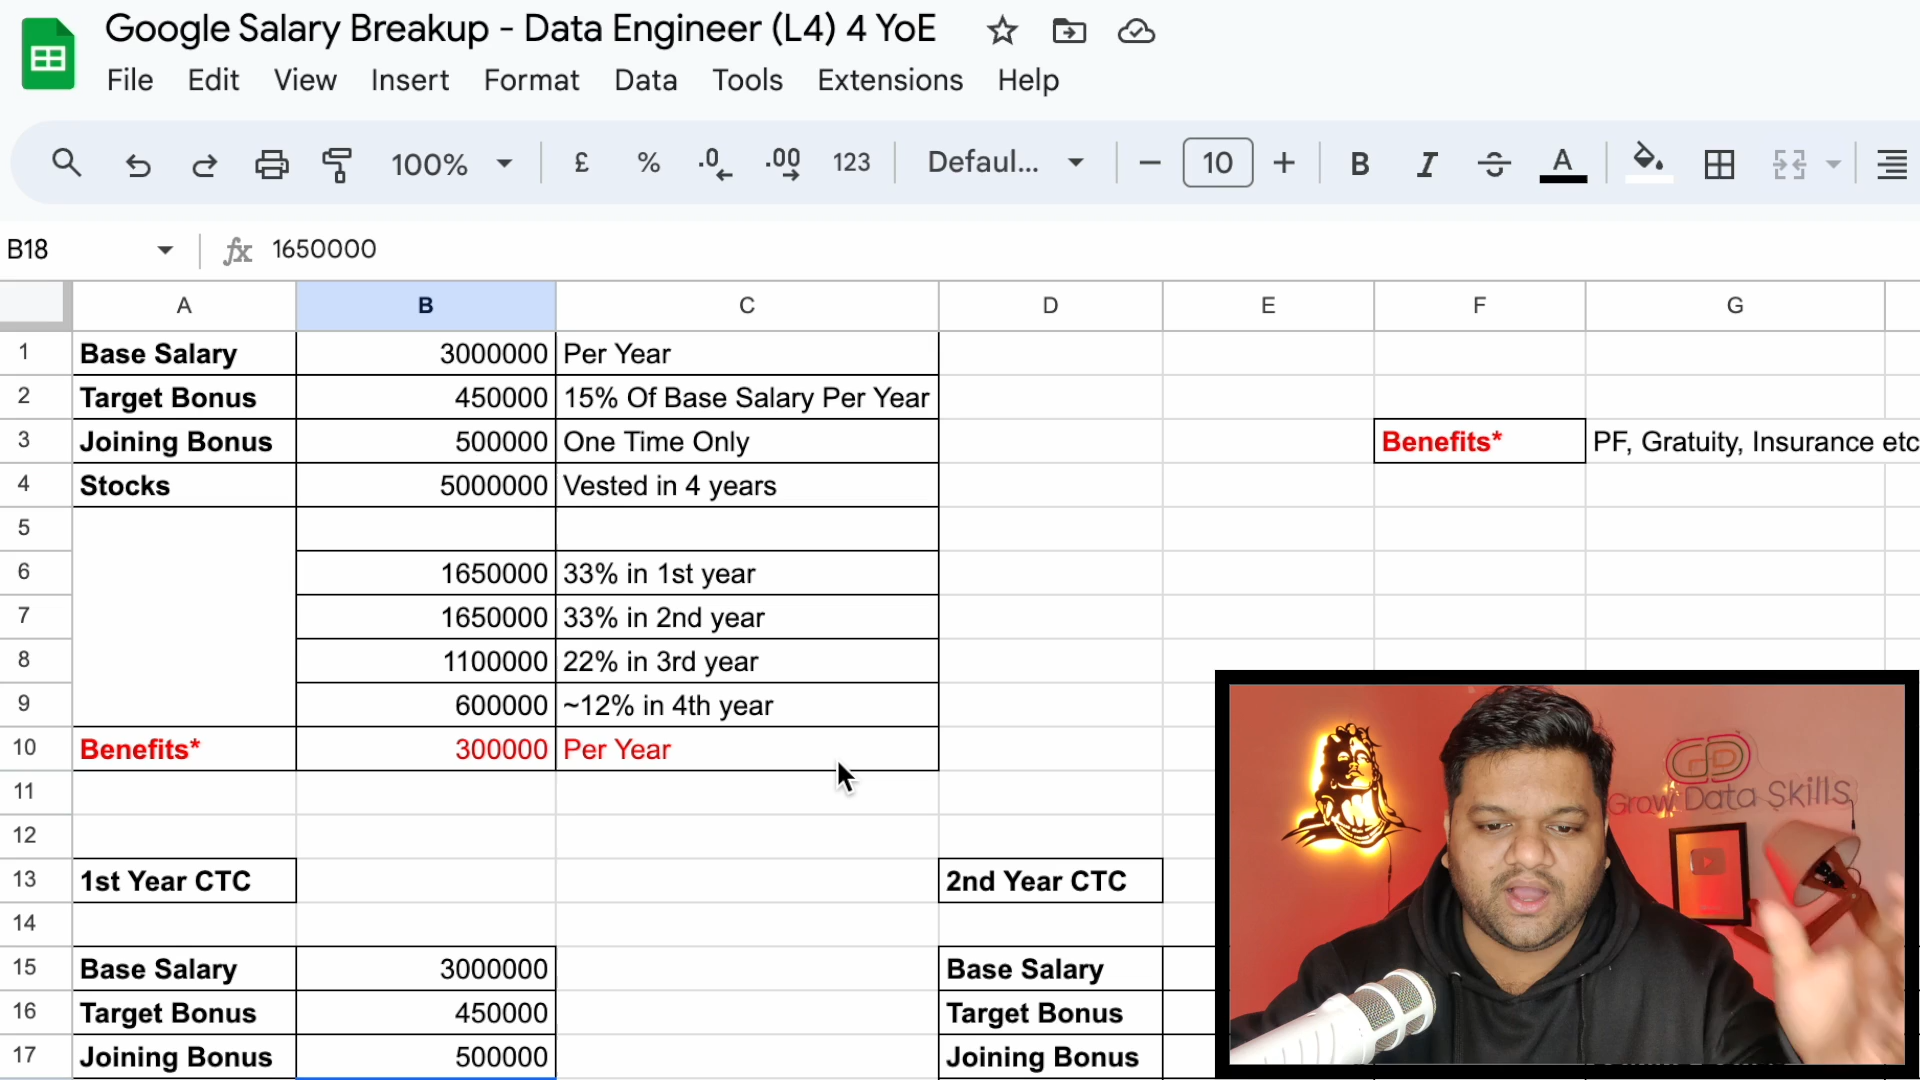 Google Salary Breakup - Data Engineer (L4) 4 YoE
File Edit View Insert Format Data Tools Extensions Help
100% £ % .0 .00 123 Defaul... 10 B I S A
B18 fx 1650000
A B C D E F G
1 Base Salary 3000000 Per Year
2 Target Bonus 450000 15% Of Base Salary Per Year
3 Joining Bonus 500000 One Time Only Benefits* PF, Gratuity, Insurance etc
4 Stocks 5000000 Vested in 4 years
5
6 1650000 33% in 1st year
7 1650000 33% in 2nd year
8 1100000 22% in 3rd year
9 600000 ~12% in 4th year
10 Benefits* 300000 Per Year
11
12
13 1st Year CTC 2nd Year CTC
14
15 Base Salary 3000000 Base Salary
16 Target Bonus 450000 Target Bonus
17 Joining Bonus 500000 Joining Bonus
GD
Grow Data Skills